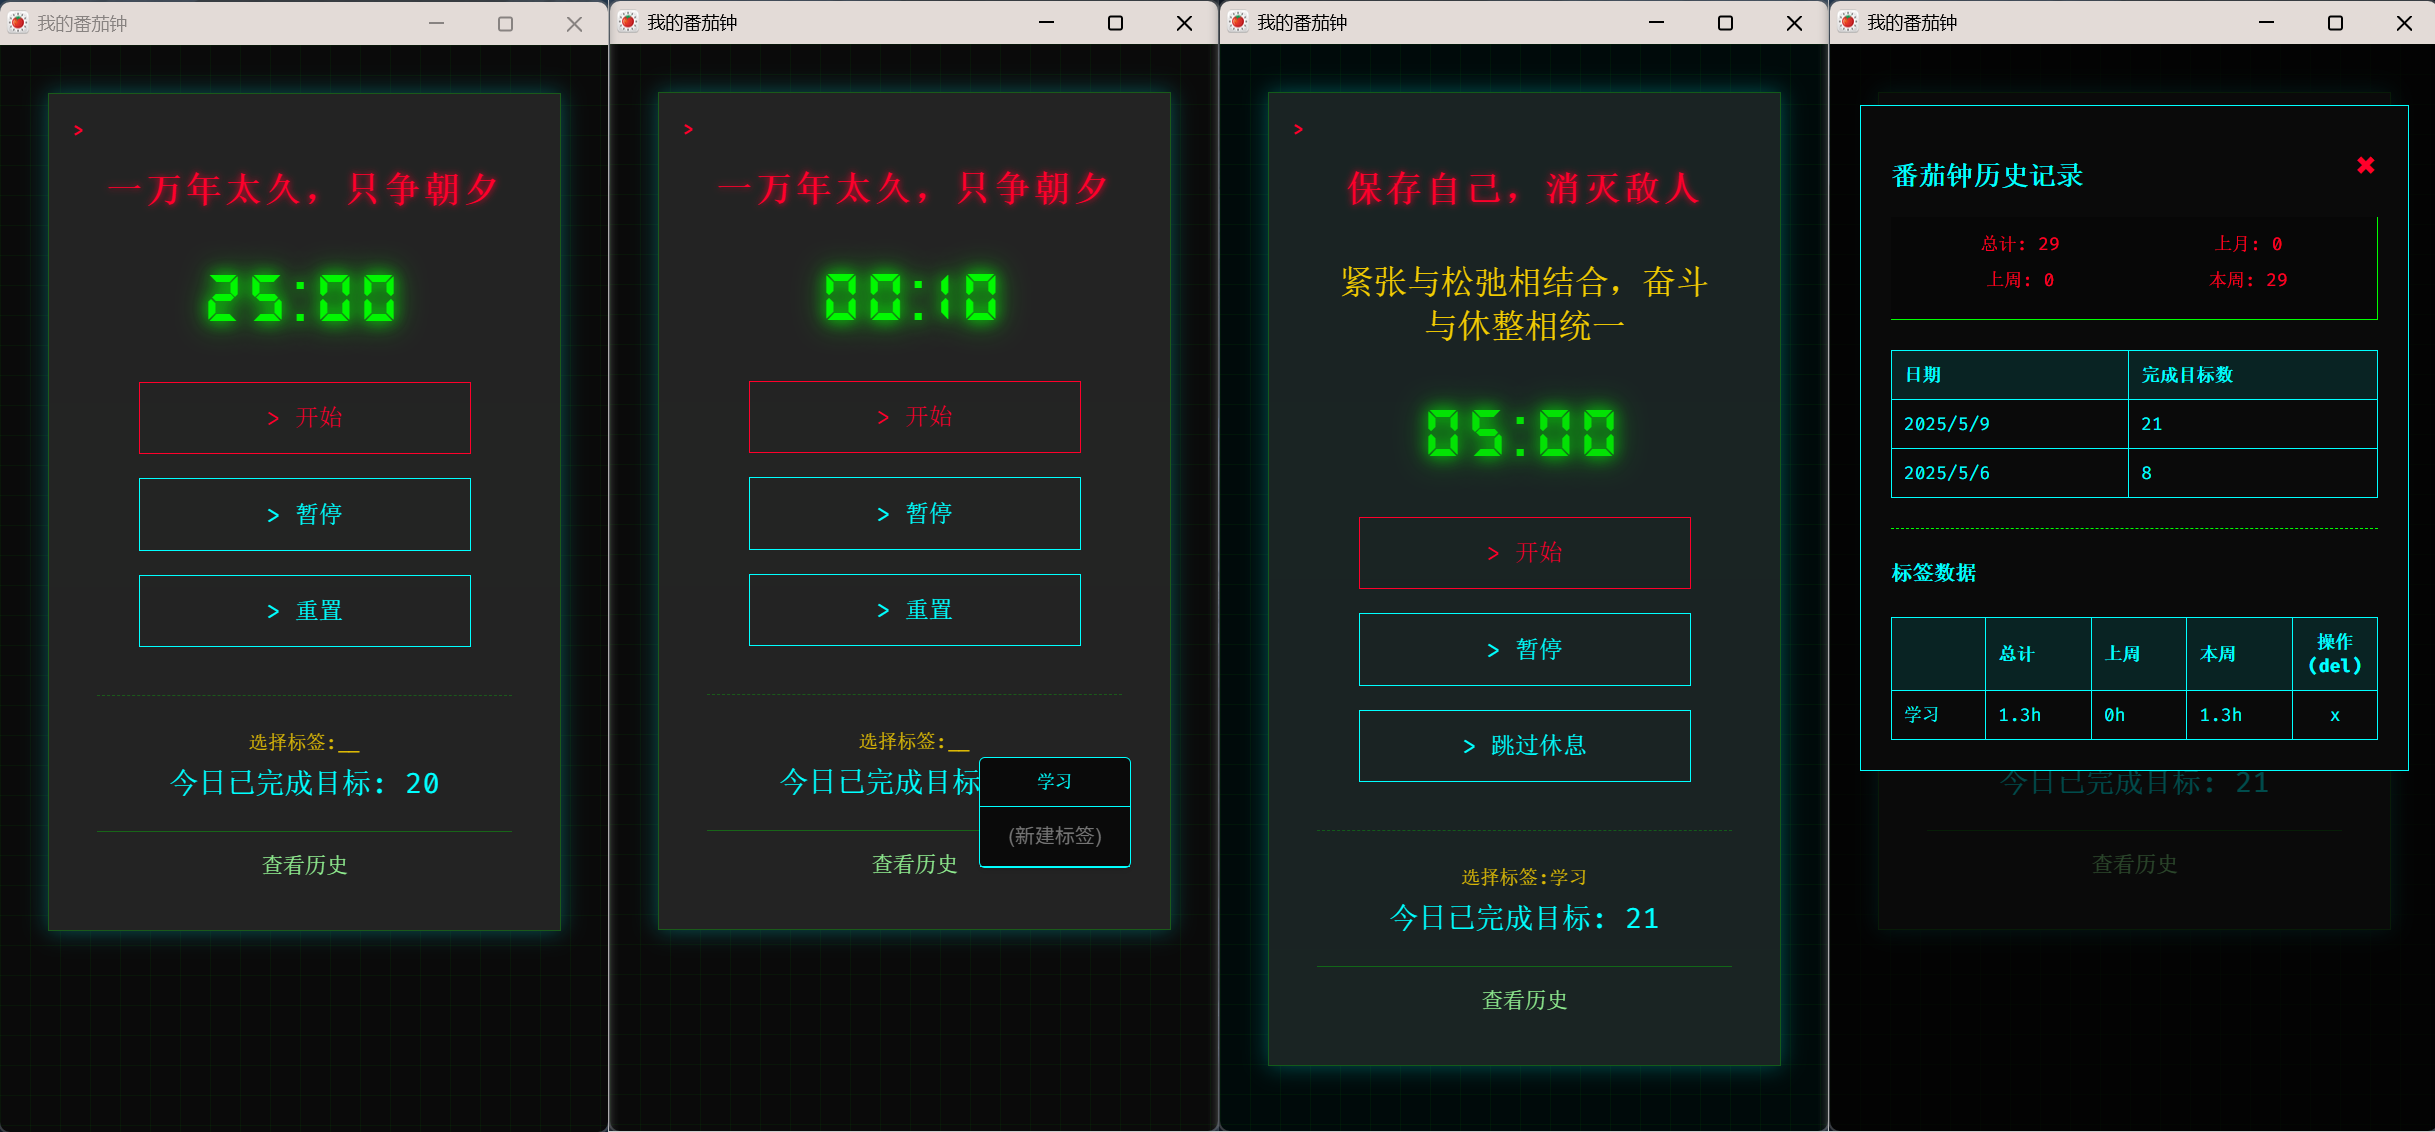 我的番茄钟
>
一万年太久，只争朝夕
25:00
> 开始
> 暂停
> 重置
选择标签:__
今日已完成目标: 20
查看历史
我的番茄钟
>
一万年太久，只争朝夕
00:10
> 开始
> 暂停
> 重置
选择标签:__
今日已完成目标
学习
(新建标签)
查看历史
我的番茄钟
>
保存自己，消灭敌人
紧张与松弛相结合，奋斗
与休整相统一
05:00
> 开始
> 暂停
> 跳过休息
选择标签:学习
今日已完成目标: 21
查看历史
我的番茄钟
番茄钟历史记录 ✖
总计: 29 上月: 0
上周: 0 本周: 29
日期 完成目标数
2025/5/9 21
2025/5/6 8
标签数据
总计 上周 本周 操作
(del)
学习 1.3h 0h 1.3h x
今日已完成目标: 21
查看历史